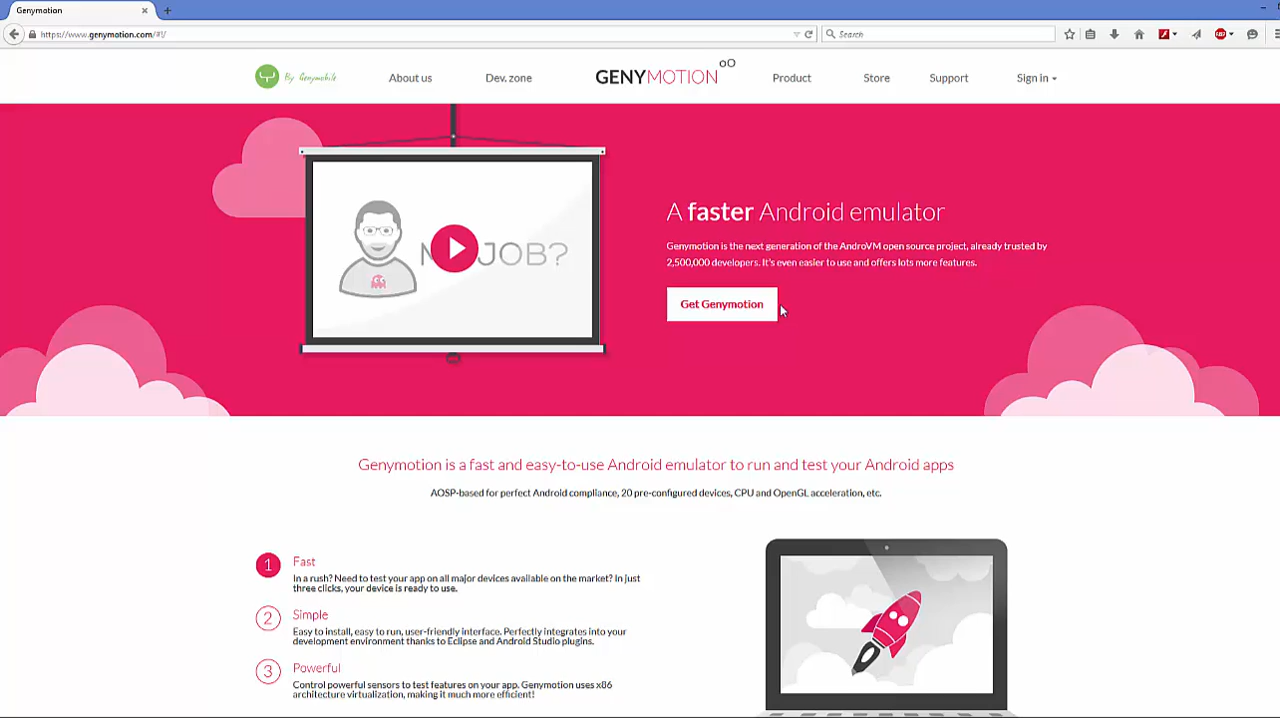 Genymotion
https://www.genymotion.com/#!/
Search
By Genymobile
About us
Dev. zone
GENYMOTION
Product
Store
Support
Sign in
JOB?
A faster Android emulator
Genymotion is the next generation of the AndroVM open source project, already trusted by
2,500,000 developers. It's even easier to use and offers lots more features.
Get Genymotion
Genymotion is a fast and easy-to-use Android emulator to run and test your Android apps
AOSP-based for perfect Android compliance, 20 pre-configured devices, CPU and OpenGL acceleration, etc.
1
Fast
In a rush? Need to test your app on all major devices available on the market? In just
three clicks, your device is ready to use.
2
Simple
Easy to install, easy to run, user-friendly interface. Perfectly integrates into your
development environment thanks to Eclipse and Android Studio plugins.
3
Powerful
Control powerful sensors to test features on your app. Genymotion uses x86
architecture virtualization, making it much more efficient!